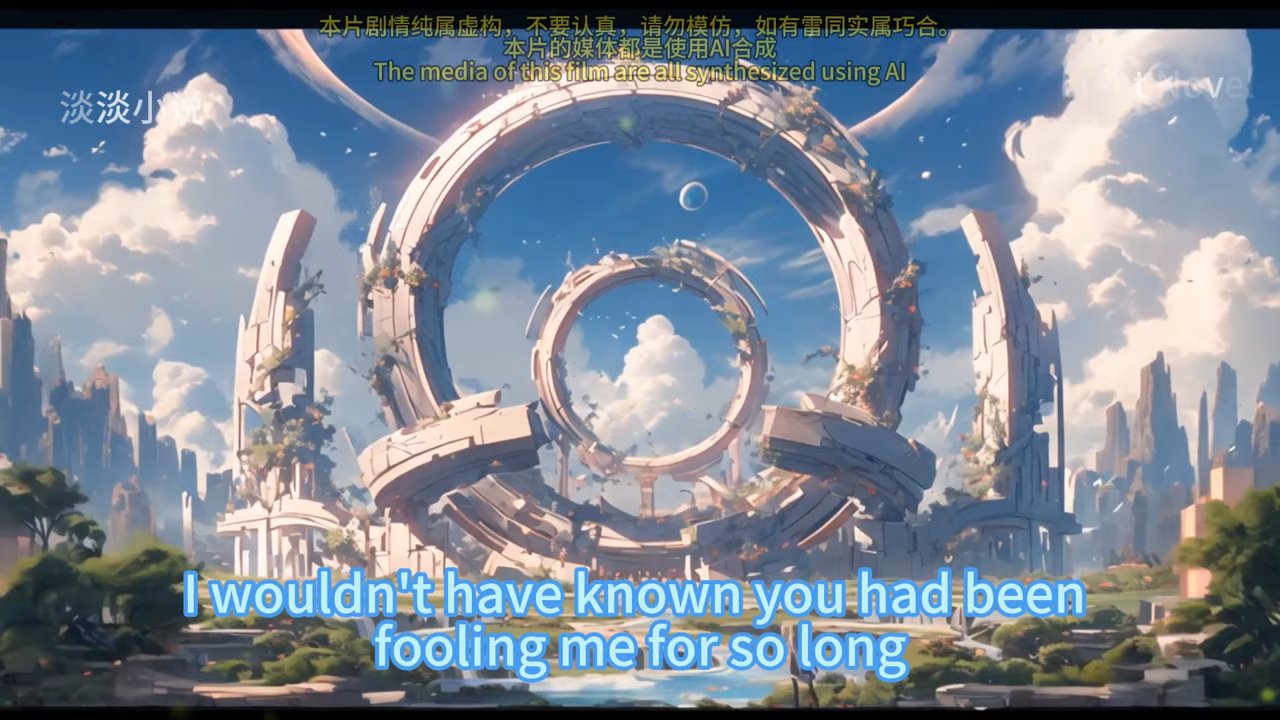 本片剧情纯属虚构，不要认真，请勿模仿，如有雷同实属巧合。
本片的媒体都是使用AI合成
The media of this film are all synthesized using AI
淡淡小说
I wouldn't have known you had been
fooling me for so long